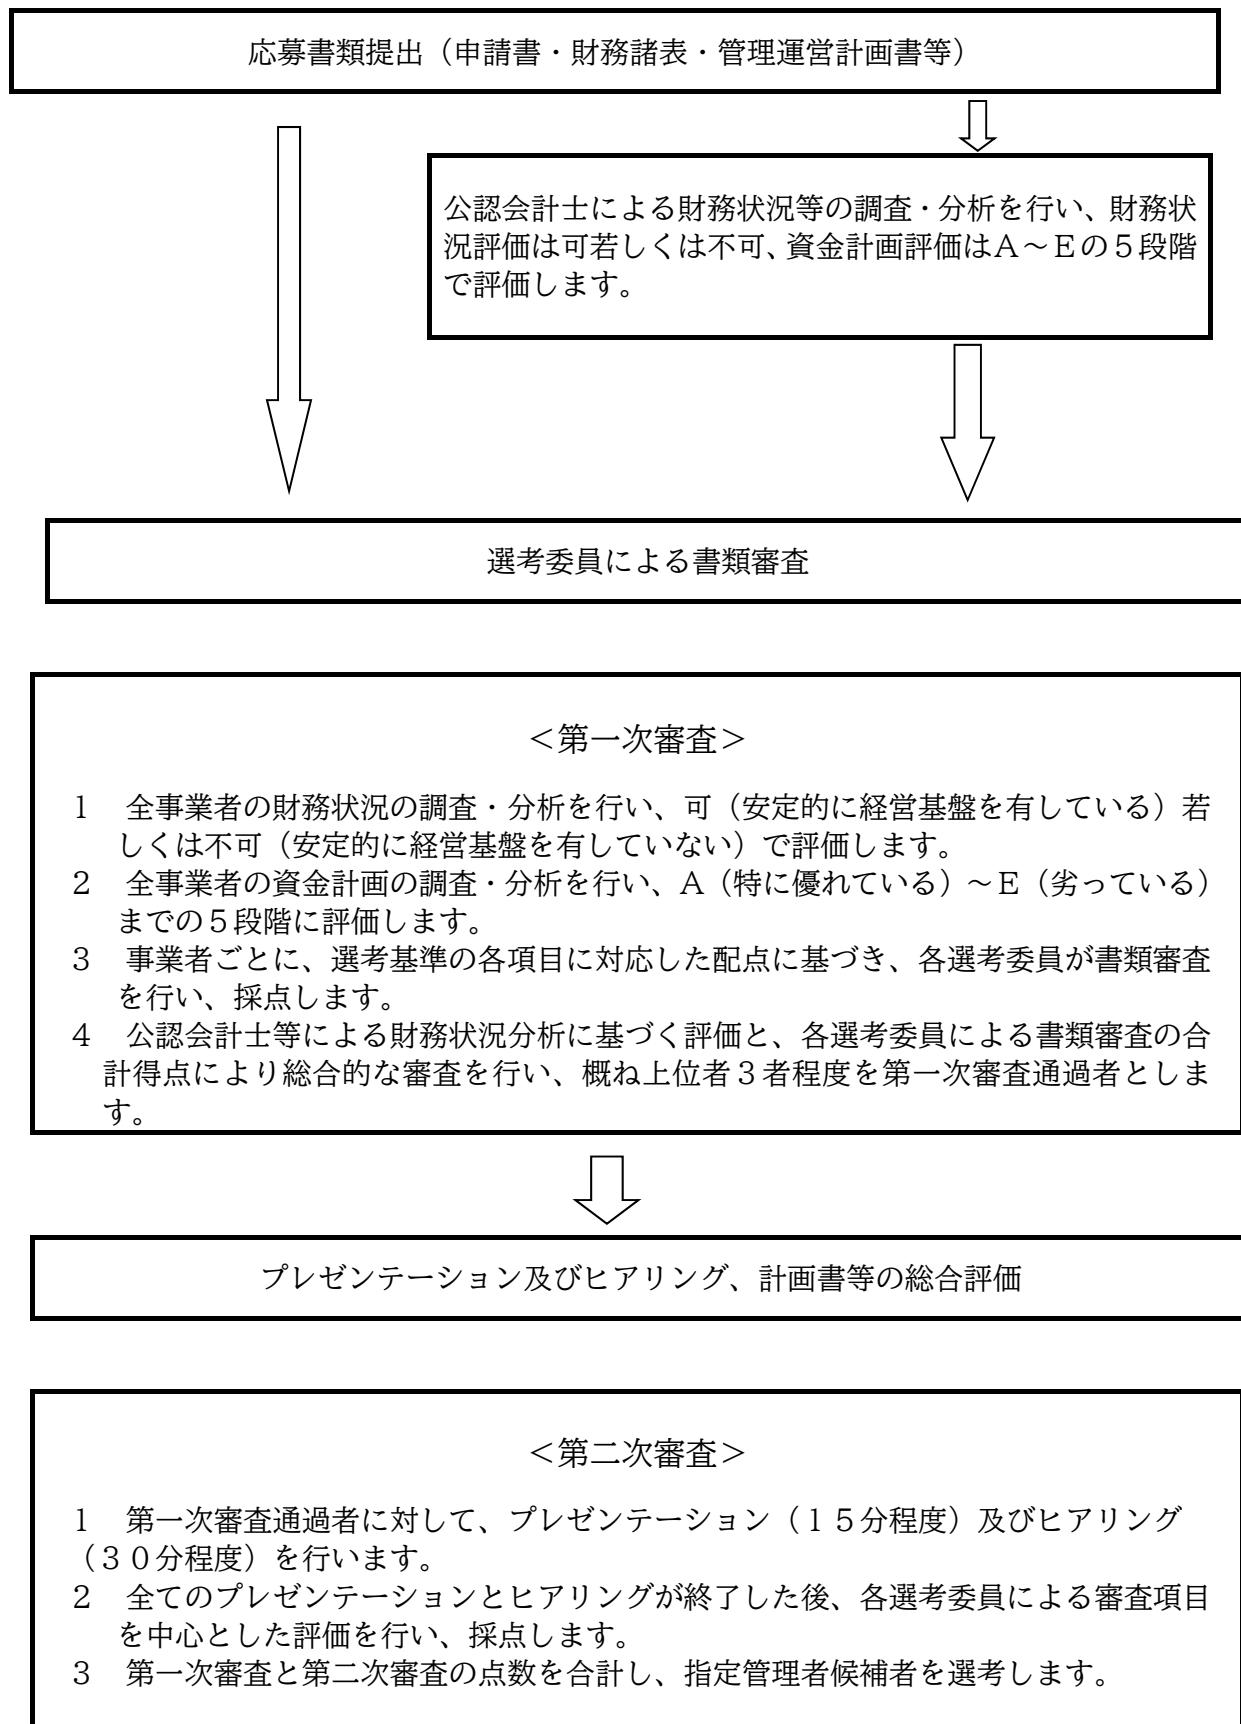 応募書類提出（申請書・財務諸表・管理運営計画書等）
公認会計士による財務状況等の調査・分析を行い、財務状
況評価は可若しくは不可、資金計画評価はＡ～Ｅの５段階
で評価します。
選考委員による書類審査
＜第一次審査＞
１　全事業者の財務状況の調査・分析を行い、可（安定的に経営基盤を有している）若
しくは不可（安定的に経営基盤を有していない）で評価します。
２　全事業者の資金計画の調査・分析を行い、Ａ（特に優れている）～Ｅ（劣っている）
までの５段階に評価します。
３　事業者ごとに、選考基準の各項目に対応した配点に基づき、各選考委員が書類審査
を行い、採点します。
４　公認会計士等による財務状況分析に基づく評価と、各選考委員による書類審査の合
計得点により総合的な審査を行い、概ね上位者３者程度を第一次審査通過者としま
す。
プレゼンテーション及びヒアリング、計画書等の総合評価
＜第二次審査＞
１　第一次審査通過者に対して、プレゼンテーション（１５分程度）及びヒアリング
（３０分程度）を行います。
２　全てのプレゼンテーションとヒアリングが終了した後、各選考委員による審査項目
を中心とした評価を行い、採点します。
３　第一次審査と第二次審査の点数を合計し、指定管理者候補者を選考します。